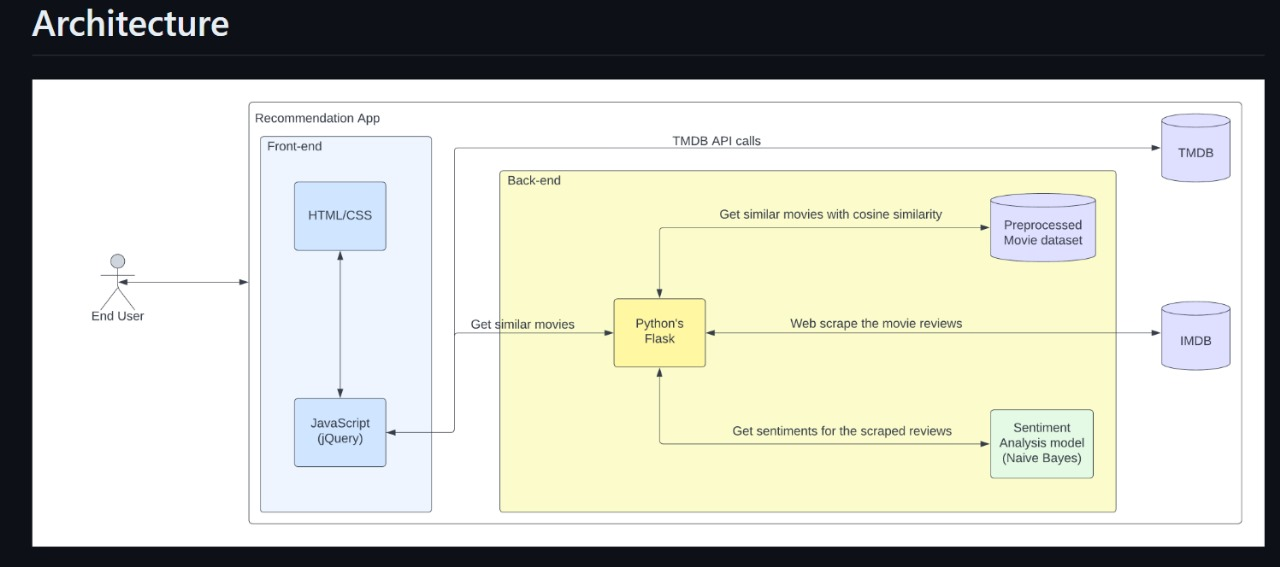 Architecture
Recommendation App
Front-end
TMDB API calls
TMDB
Back-end
HTML/CSS
Get similar movies with cosine similarity
Preprocessed
Movie dataset
End User
Get similar movies
Python's
Flask
Web scrape the movie reviews
IMDB
JavaScript
(jQuery)
Get sentiments for the scraped reviews
Sentiment
Analysis model
(Naive Bayes)